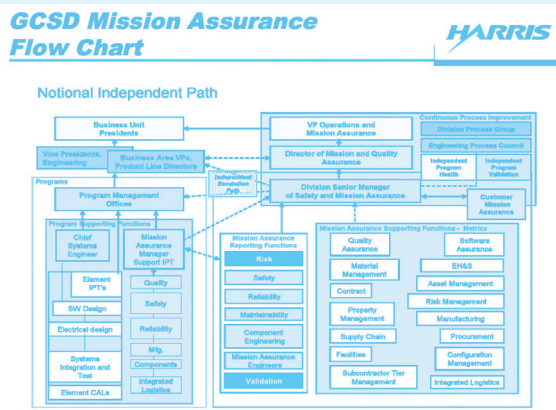 GCSD Mission Assurance
Flow Chart
HARRIS
Notional Independent Path
Business Unit
Presidents
VP Operations and
Mission Assurance
Continuous Process Improvement
Division Process Group
Engineering Process Council
Vice Presidents,
Engineering
Business Area VPs,
Product Line Directors
Director of Mission and Quality
Assurance
Independent
Program
Health
Independent
Program
Validation
Independent
Escalation
Path
Programs
Program Management
Offices
Division Senior Manager
of Safety and Mission Assurance
Customer
Mission
Assurance
Program Supporting Functions
Chief
Systems
Engineer
Mission
Assurance
Manager
Support IPT
Element
IPT's
SW Design
Electrical design
Systems
Integration and
Test
Element CALs
Quality
Safety
Reliability
Mfg.
Components
Integrated
Logistics
Mission Assurance
Reporting Functions
Risk
Safety
Reliability
Maintainability
Component
Engineering
Mission Assurance
Engineers
Validation
Mission Assurance Supporting Functions – Metrics
Quality
Assurance
Material
Management
Contract
Property
Management
Supply Chain
Facilities
Subcontractor Tier
Management
Software
Assurance
EH&S
Asset Management
Risk Management
Manufacturing
Procurement
Configuration
Management
Integrated Logistics